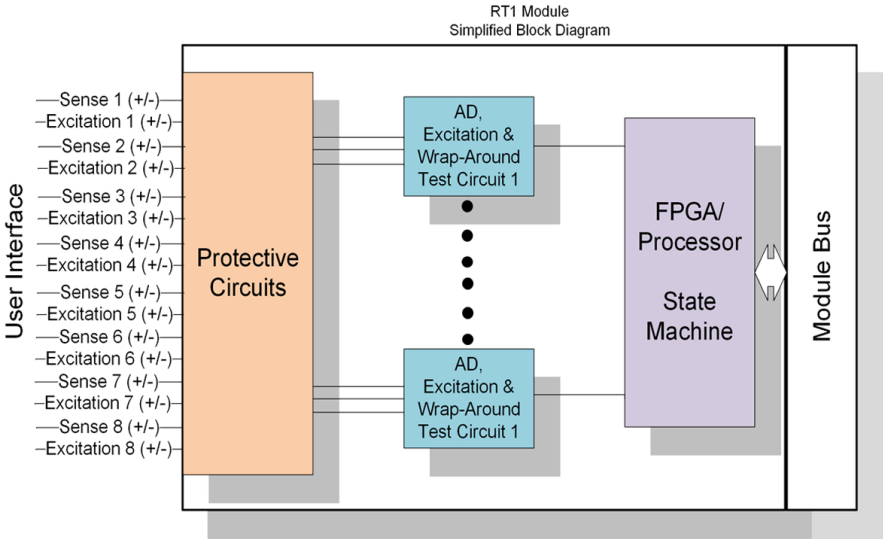 RT1 Module
Simplified Block Diagram
User Interface
Sense 1 (+/-)
Excitation 1 (+/-)
Sense 2 (+/-)
Excitation 2 (+/-)
Sense 3 (+/-)
Excitation 3 (+/-)
Sense 4 (+/-)
Excitation 4 (+/-)
Sense 5 (+/-)
Excitation 5 (+/-)
Sense 6 (+/-)
Excitation 6 (+/-)
Sense 7 (+/-)
Excitation 7 (+/-)
Sense 8 (+/-)
Excitation 8 (+/-)
Protective
Circuits
AD,
Excitation &
Wrap-Around
Test Circuit 1
AD,
Excitation &
Wrap-Around
Test Circuit 1
FPGA/
Processor
State
Machine
Module Bus